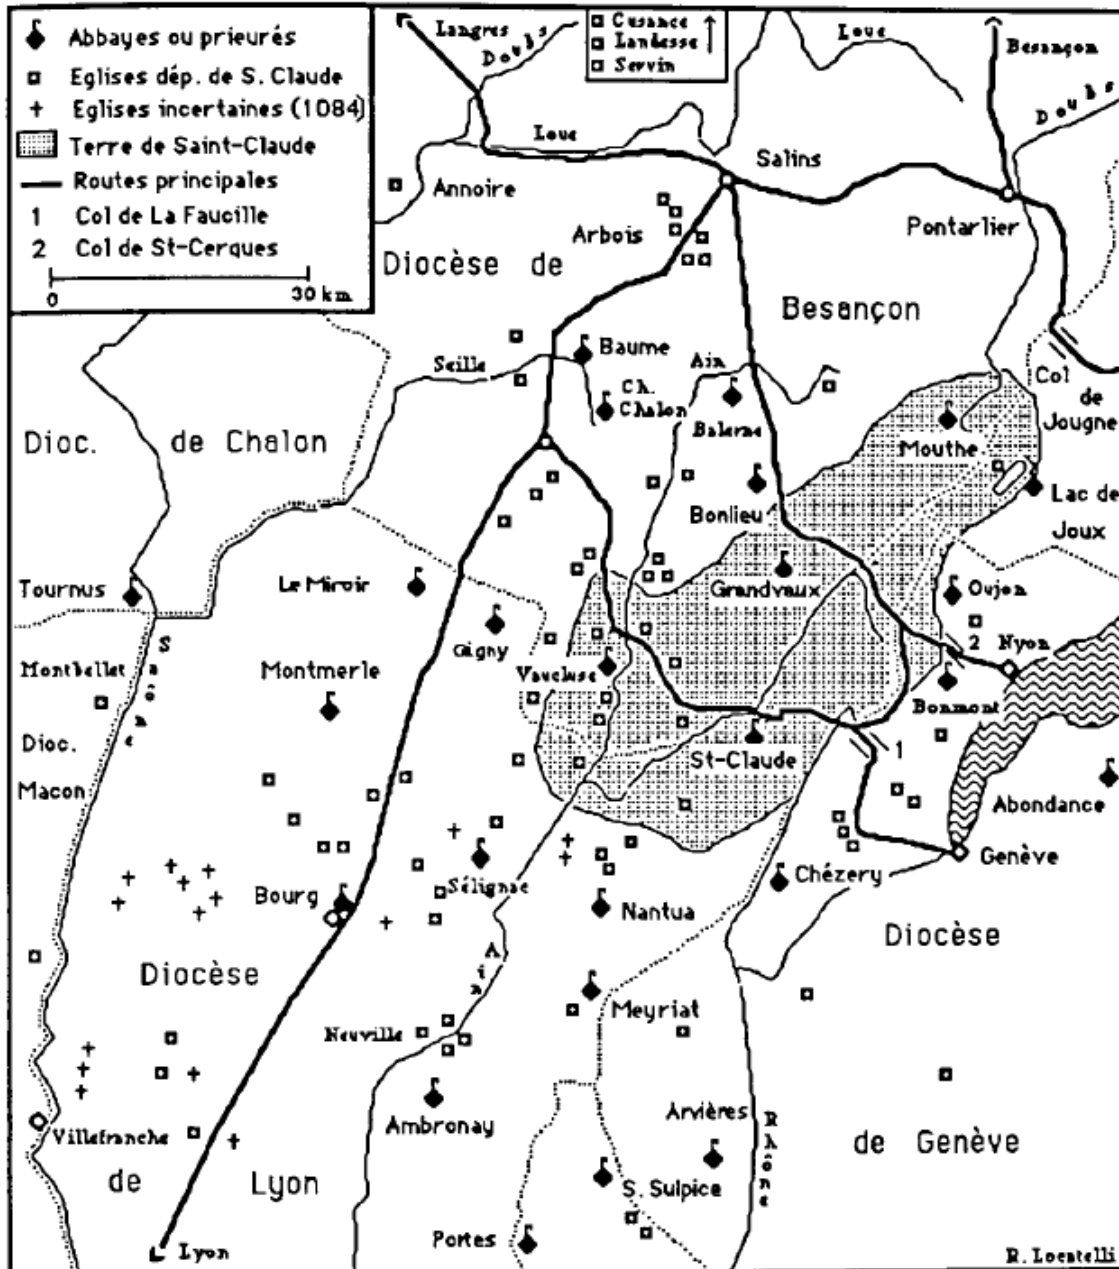 Abbayes ou prieurés
Eglises dép. de S. Claude
Eglises incertaines (1084)
Terre de Saint-Claude
Routes principales
1 Col de La Faucille
2 Col de St-Cergues
0 30 km
Cusance
Landesse
Servin
Langres
Doubs
Loue
Besançon
Doubs
Loue
Salins
Annoire
Pontarlier
Arbois
Diocèse de
Besançon
Baume
Seille
Ain
Col
de
Jougne
Ch.
Chalon
Balerne
Dioc. de Chalon
Mouthe
Lac de
Joux
Bonlieu
Tournus
Le Miroir
Grandvaux
Oujon
Gigny
2
Nyon
Saône
Montbellet
Montmerle
Vaucluse
Bonmont
Dioc.
Macon
St-Claude
1
Abondance
Genève
Sélignac
Chézery
Bourg
Nantua
Diocèse
Ain
Diocèse
Meyriat
Neuville
Ambronay
Arvières
Rhône
Villefranche
de Genève
de Lyon
S. Sulpice
Portes
Lyon
R. Locatelli